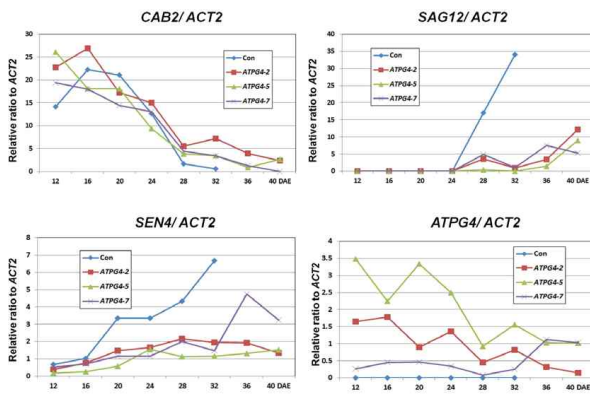 CAB2/ ACT2
Relative ratio to ACT2
30
25
20
15
10
5
0
12 16 20 24 28 32 36 40 DAE
Con
ATPG4-2
ATPG4-5
ATPG4-7
SAG12/ ACT2
Relative ratio to ACT2
40
35
30
25
20
15
10
5
0
12 16 20 24 28 32 36 40 DAE
Con
ATPG4-2
ATPG4-5
ATPG4-7
SEN4/ ACT2
Relative ratio to ACT2
8
7
6
5
4
3
2
1
0
12 16 20 24 28 32 36 40 DAE
Con
ATPG4-2
ATPG4-5
ATPG4-7
ATPG4/ ACT2
Relative ratio to ACT2
4
3.5
3
2.5
2
1.5
1
0.5
0
12 16 20 24 28 32 36 40 DAE
Con
ATPG4-2
ATPG4-5
ATPG4-7